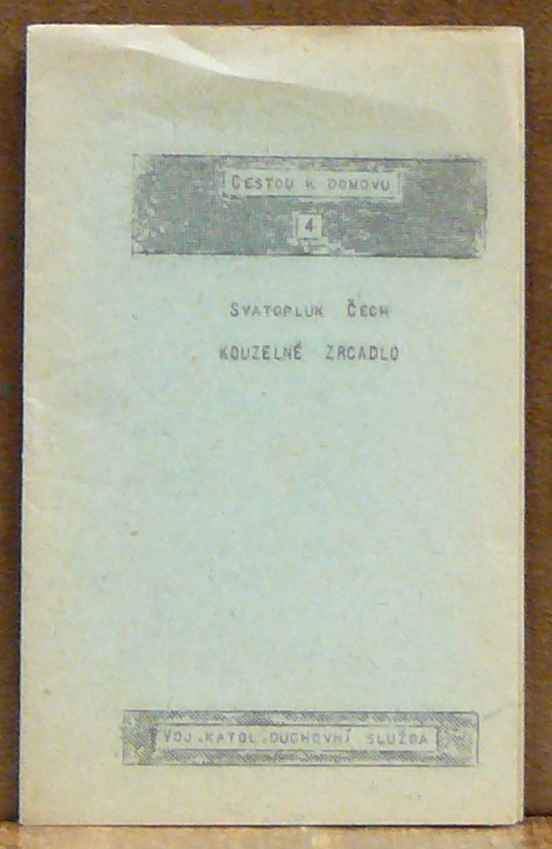 CESTOU K DOMOVU
4
SVATOPLUK ČECH
KOUZELNÉ ZRCADLO
VOJ.KATOL.DUCHOVNÍ SLUŽBA